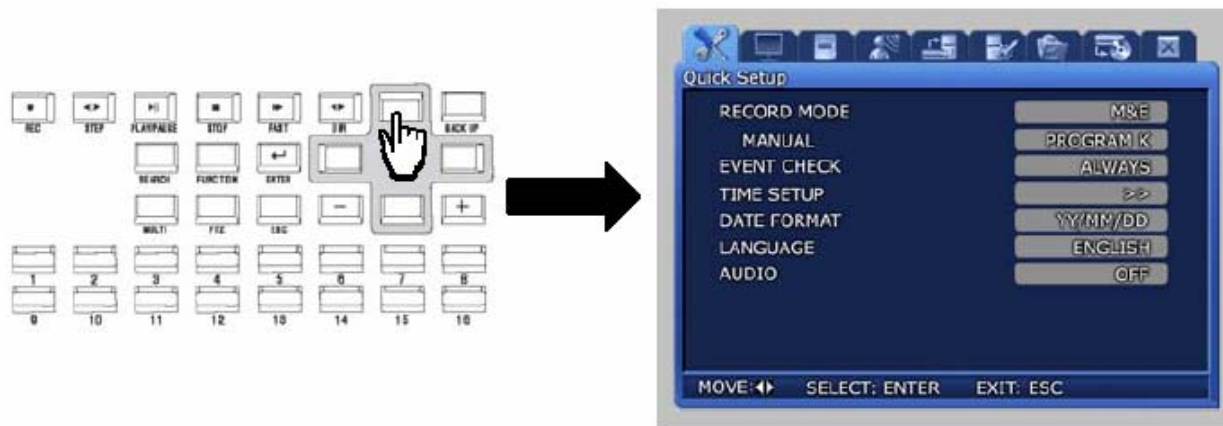 REC STEP PLAY/PAUSE STOP FAST DIR BACK UP
SEARCH FUNCTION ENTER
MULTI PTZ ESC
1 2 3 4 5 6 7 8
9 10 11 12 13 14 15 16
Quick Setup
RECORD MODE M&E
MANUAL PROGRAM K
EVENT CHECK ALWAYS
TIME SETUP >>
DATE FORMAT YY/MM/DD
LANGUAGE ENGLISH
AUDIO OFF
MOVE: SELECT: ENTER EXIT: ESC